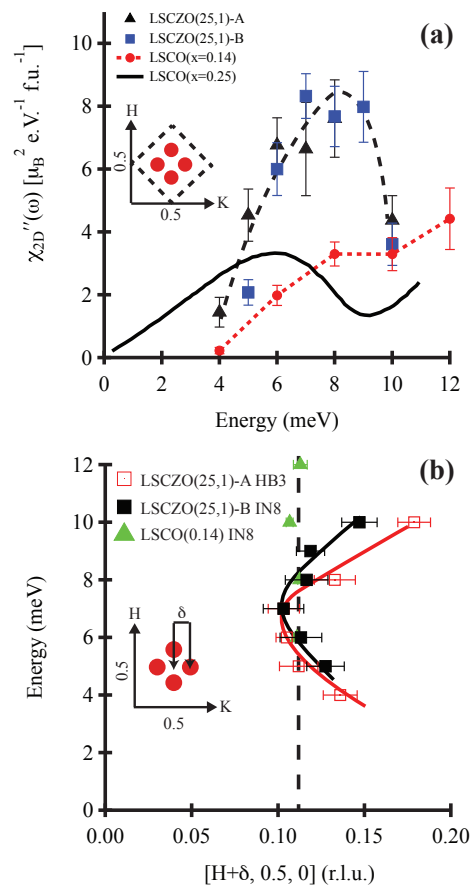 LSCZO(25,1)-A
LSCZO(25,1)-B
LSCO(x=0.14)
LSCO(x=0.25)
(a)
10
8
6
4
2
0
χ2D''(ω) [μB² e.V.⁻¹ f.u.⁻¹]
H
0.5
0.5
K
0 2 4 6 8 10 12
Energy (meV)
(b)
LSCZO(25,1)-A HB3
LSCZO(25,1)-B IN8
LSCO(0.14) IN8
12
10
8
6
4
2
0
Energy (meV)
H
δ
0.5
0.5
K
0.00 0.05 0.10 0.15 0.20
[H+δ, 0.5, 0] (r.l.u.)